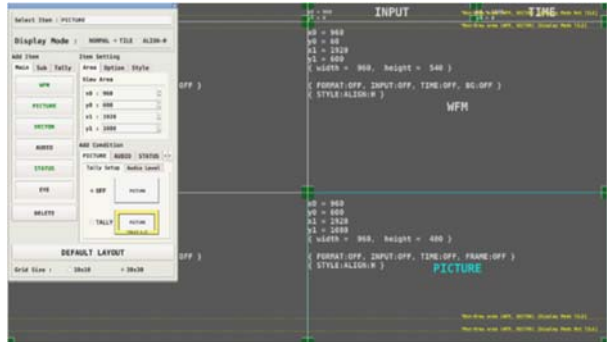 Select Item : PICTURE
Display Mode : NORMAL + TILE ALIGN-H
Add Item
Main Sub Tally
WFM
PICTURE
VECTOR
AUDIO
STATUS
EYE
DELETE
Item Setting
Area Option Style
View Area
x0 : 960
y0 : 600
x1 : 1920
y1 : 1080
Add Condition
PICTURE AUDIO STATUS
Tally Setup Audio Level
OFF
PICTURE
TALLY
PICTURE
DEFAULT LAYOUT
Grid Size :
OFF )
OFF )
INPUT
TIME
x0 = 960
y0 = 60
x1 = 1920
y1 = 600
( width = 960, height = 540 )
( FORMAT:OFF, INPUT:OFF, TIME:OFF, BG:OFF )
( STYLE:ALIGN-H )
WFM
x0 = 960
y0 = 600
x1 = 1920
y1 = 1080
( width = 960, height = 480 )
( FORMAT:OFF, INPUT:OFF, TIME:OFF, FRAME:OFF )
( STYLE:ALIGN-H )
PICTURE